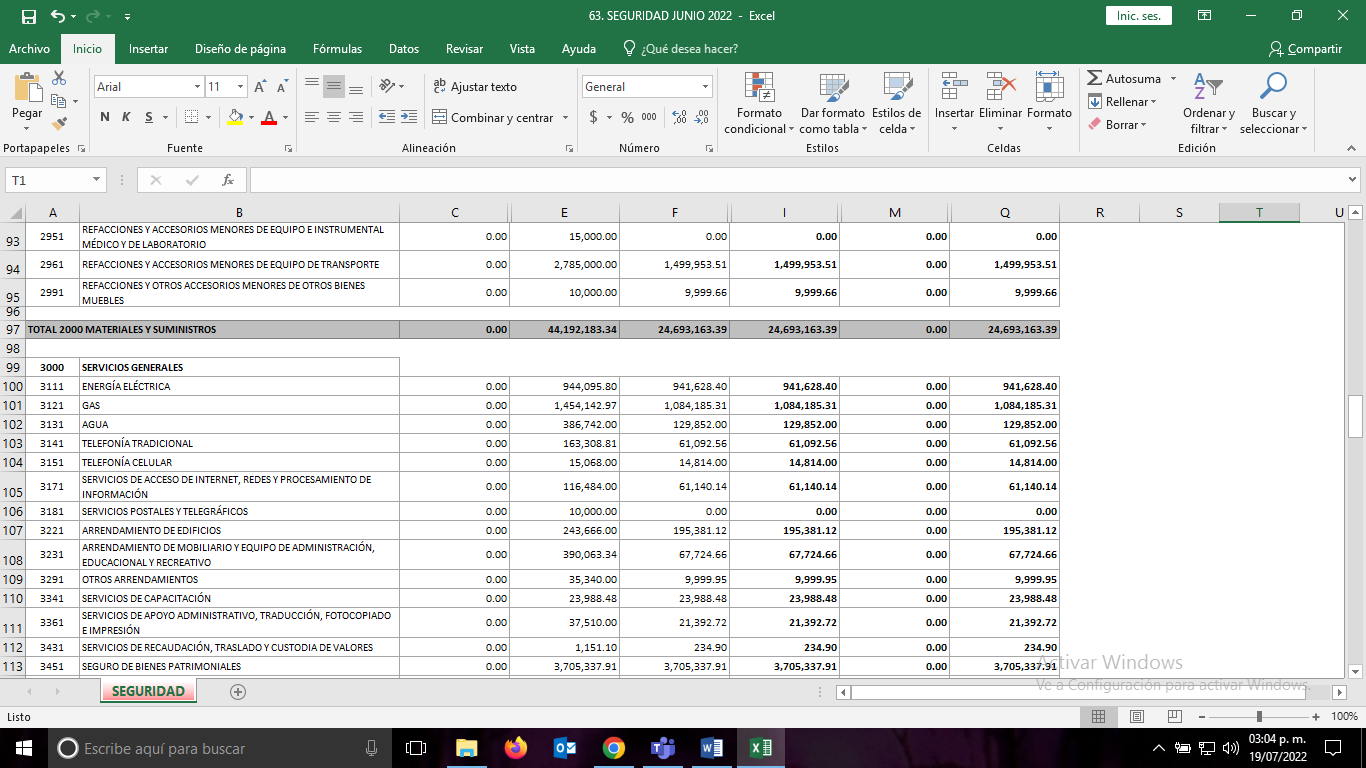 63. SEGURIDAD JUNIO 2022 - Excel
Inic. ses.
Archivo Inicio Insertar Diseño de página Fórmulas Datos Revisar Vista Ayuda ¿Qué desea hacer? Compartir
Pegar
Portapapeles
Arial 11
N K S
Fuente
Ajustar texto
Combinar y centrar
Alineación
General
$ % 000
Número
Formato condicional
Dar formato como tabla
Estilos de celda
Estilos
Insertar Eliminar Formato
Celdas
Autosuma
Rellenar
Borrar
Ordenar y filtrar
Buscar y seleccionar
Edición
T1 fx
A B C E F I M Q R S T U
93 2951 REFACCIONES Y ACCESORIOS MENORES DE EQUIPO E INSTRUMENTAL 0.00 15,000.00 0.00 0.00 0.00 0.00
MÉDICO Y DE LABORATORIO
94 2961 REFACCIONES Y ACCESORIOS MENORES DE EQUIPO DE TRANSPORTE 0.00 2,785,000.00 1,499,953.51 1,499,953.51 0.00 1,499,953.51
95 2991 REFACCIONES Y OTROS ACCESORIOS MENORES DE OTROS BIENES 0.00 10,000.00 9,999.66 9,999.66 0.00 9,999.66
MUEBLES
96
97 TOTAL 2000 MATERIALES Y SUMINISTROS 0.00 44,192,183.34 24,693,163.39 24,693,163.39 0.00 24,693,163.39
98
99 3000 SERVICIOS GENERALES
100 3111 ENERGÍA ELÉCTRICA 0.00 944,095.80 941,628.40 941,628.40 0.00 941,628.40
101 3121 GAS 0.00 1,454,142.97 1,084,185.31 1,084,185.31 0.00 1,084,185.31
102 3131 AGUA 0.00 386,742.00 129,852.00 129,852.00 0.00 129,852.00
103 3141 TELEFONÍA TRADICIONAL 0.00 163,308.81 61,092.56 61,092.56 0.00 61,092.56
104 3151 TELEFONÍA CELULAR 0.00 15,068.00 14,814.00 14,814.00 0.00 14,814.00
105 3171 SERVICIOS DE ACCESO DE INTERNET, REDES Y PROCESAMIENTO DE 0.00 116,484.00 61,140.14 61,140.14 0.00 61,140.14
INFORMACIÓN
106 3181 SERVICIOS POSTALES Y TELEGRÁFICOS 0.00 10,000.00 0.00 0.00 0.00 0.00
107 3221 ARRENDAMIENTO DE EDIFICIOS 0.00 243,666.00 195,381.12 195,381.12 0.00 195,381.12
108 3231 ARRENDAMIENTO DE MOBILIARIO Y EQUIPO DE ADMINISTRACIÓN, 0.00 390,063.34 67,724.66 67,724.66 0.00 67,724.66
EDUCACIONAL Y RECREATIVO
109 3291 OTROS ARRENDAMIENTOS 0.00 35,340.00 9,999.95 9,999.95 0.00 9,999.95
110 3341 SERVICIOS DE CAPACITACIÓN 0.00 23,988.48 23,988.48 23,988.48 0.00 23,988.48
111 3361 SERVICIOS DE APOYO ADMINISTRATIVO, TRADUCCIÓN, FOTOCOPIADO 0.00 37,510.00 21,392.72 21,392.72 0.00 21,392.72
E IMPRESIÓN
112 3431 SERVICIOS DE RECAUDACIÓN, TRASLADO Y CUSTODIA DE VALORES 0.00 1,151.10 234.90 234.90 0.00 234.90
113 3451 SEGURO DE BIENES PATRIMONIALES 0.00 3,705,337.91 3,705,337.91 3,705,337.91 0.00 3,705,337.91
Activar Windows
Ve a Configuración para activar Windows.
SEGURIDAD
Listo 100%
Escribe aquí para buscar
03:04 p. m.
19/07/2022